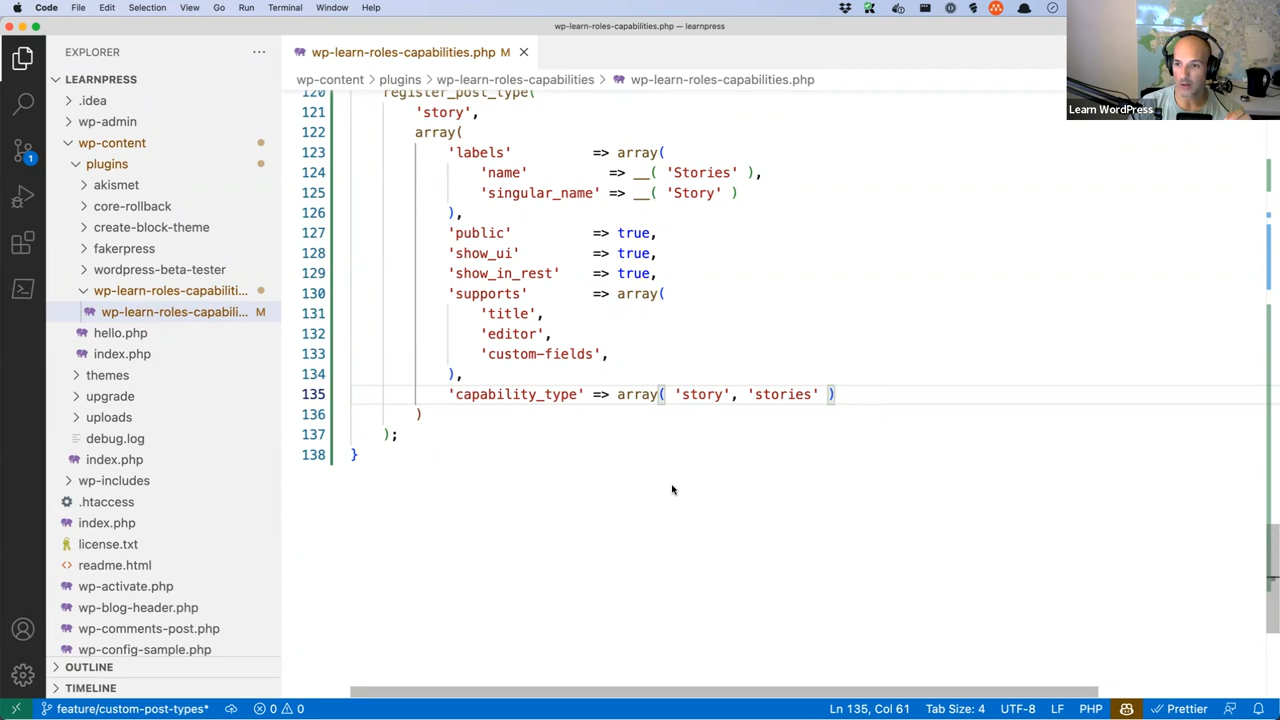 Code File Edit Selection View Go Run Terminal Window Help
wp-learn-roles-capabilities.php — learnpress
Learn WordPress
EXPLORER
wp-learn-roles-capabilities.php M
LEARNPRESS
wp-content > plugins > wp-learn-roles-capabilities > wp-learn-roles-capabilities.php
.idea
wp-admin
wp-content
plugins
akismet
core-rollback
create-block-theme
fakerpress
wordpress-beta-tester
wp-learn-roles-capabiliti...
wp-learn-roles-capabili... M
hello.php
index.php
themes
upgrade
uploads
debug.log
index.php
wp-includes
.htaccess
index.php
license.txt
readme.html
wp-activate.php
wp-blog-header.php
wp-comments-post.php
wp-config-sample.php
OUTLINE
TIMELINE
1
120 register_post_type(
121 'story',
122 array(
123 'labels' => array(
124 'name' => __( 'Stories' ),
125 'singular_name' => __( 'Story' )
126 ),
127 'public' => true,
128 'show_ui' => true,
129 'show_in_rest' => true,
130 'supports' => array(
131 'title',
132 'editor',
133 'custom-fields',
134 ),
135 'capability_type' => array( 'story', 'stories' )
136 )
137 );
138 }
feature/custom-post-types* 0 0 Ln 135, Col 61 Tab Size: 4 UTF-8 LF PHP Prettier